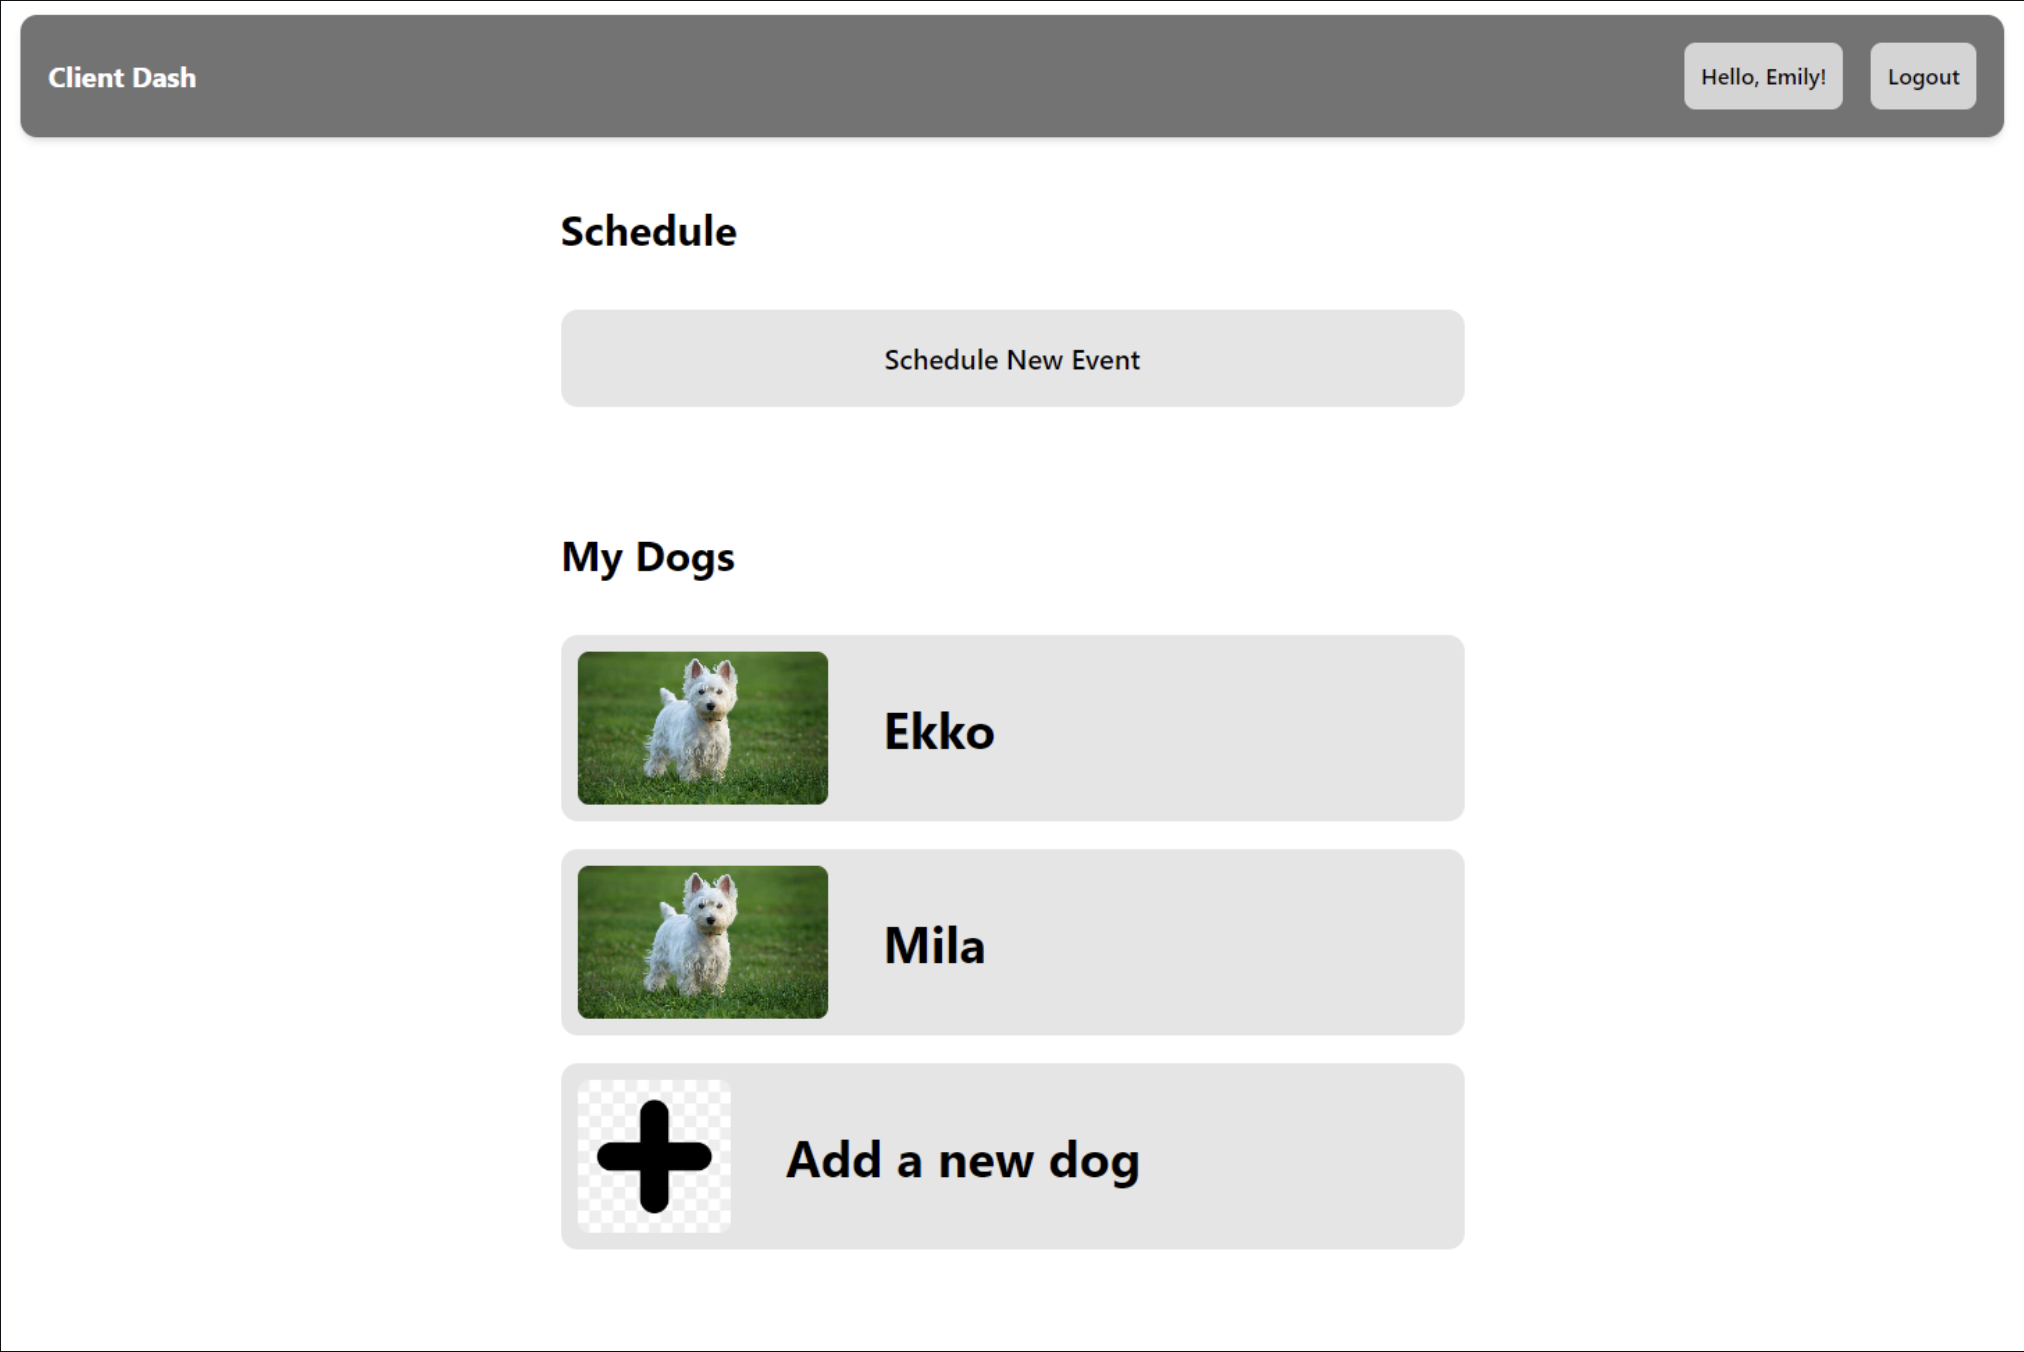 Client Dash
Hello, Emily!
Logout
Schedule
Schedule New Event
My Dogs
Ekko
Mila
Add a new dog